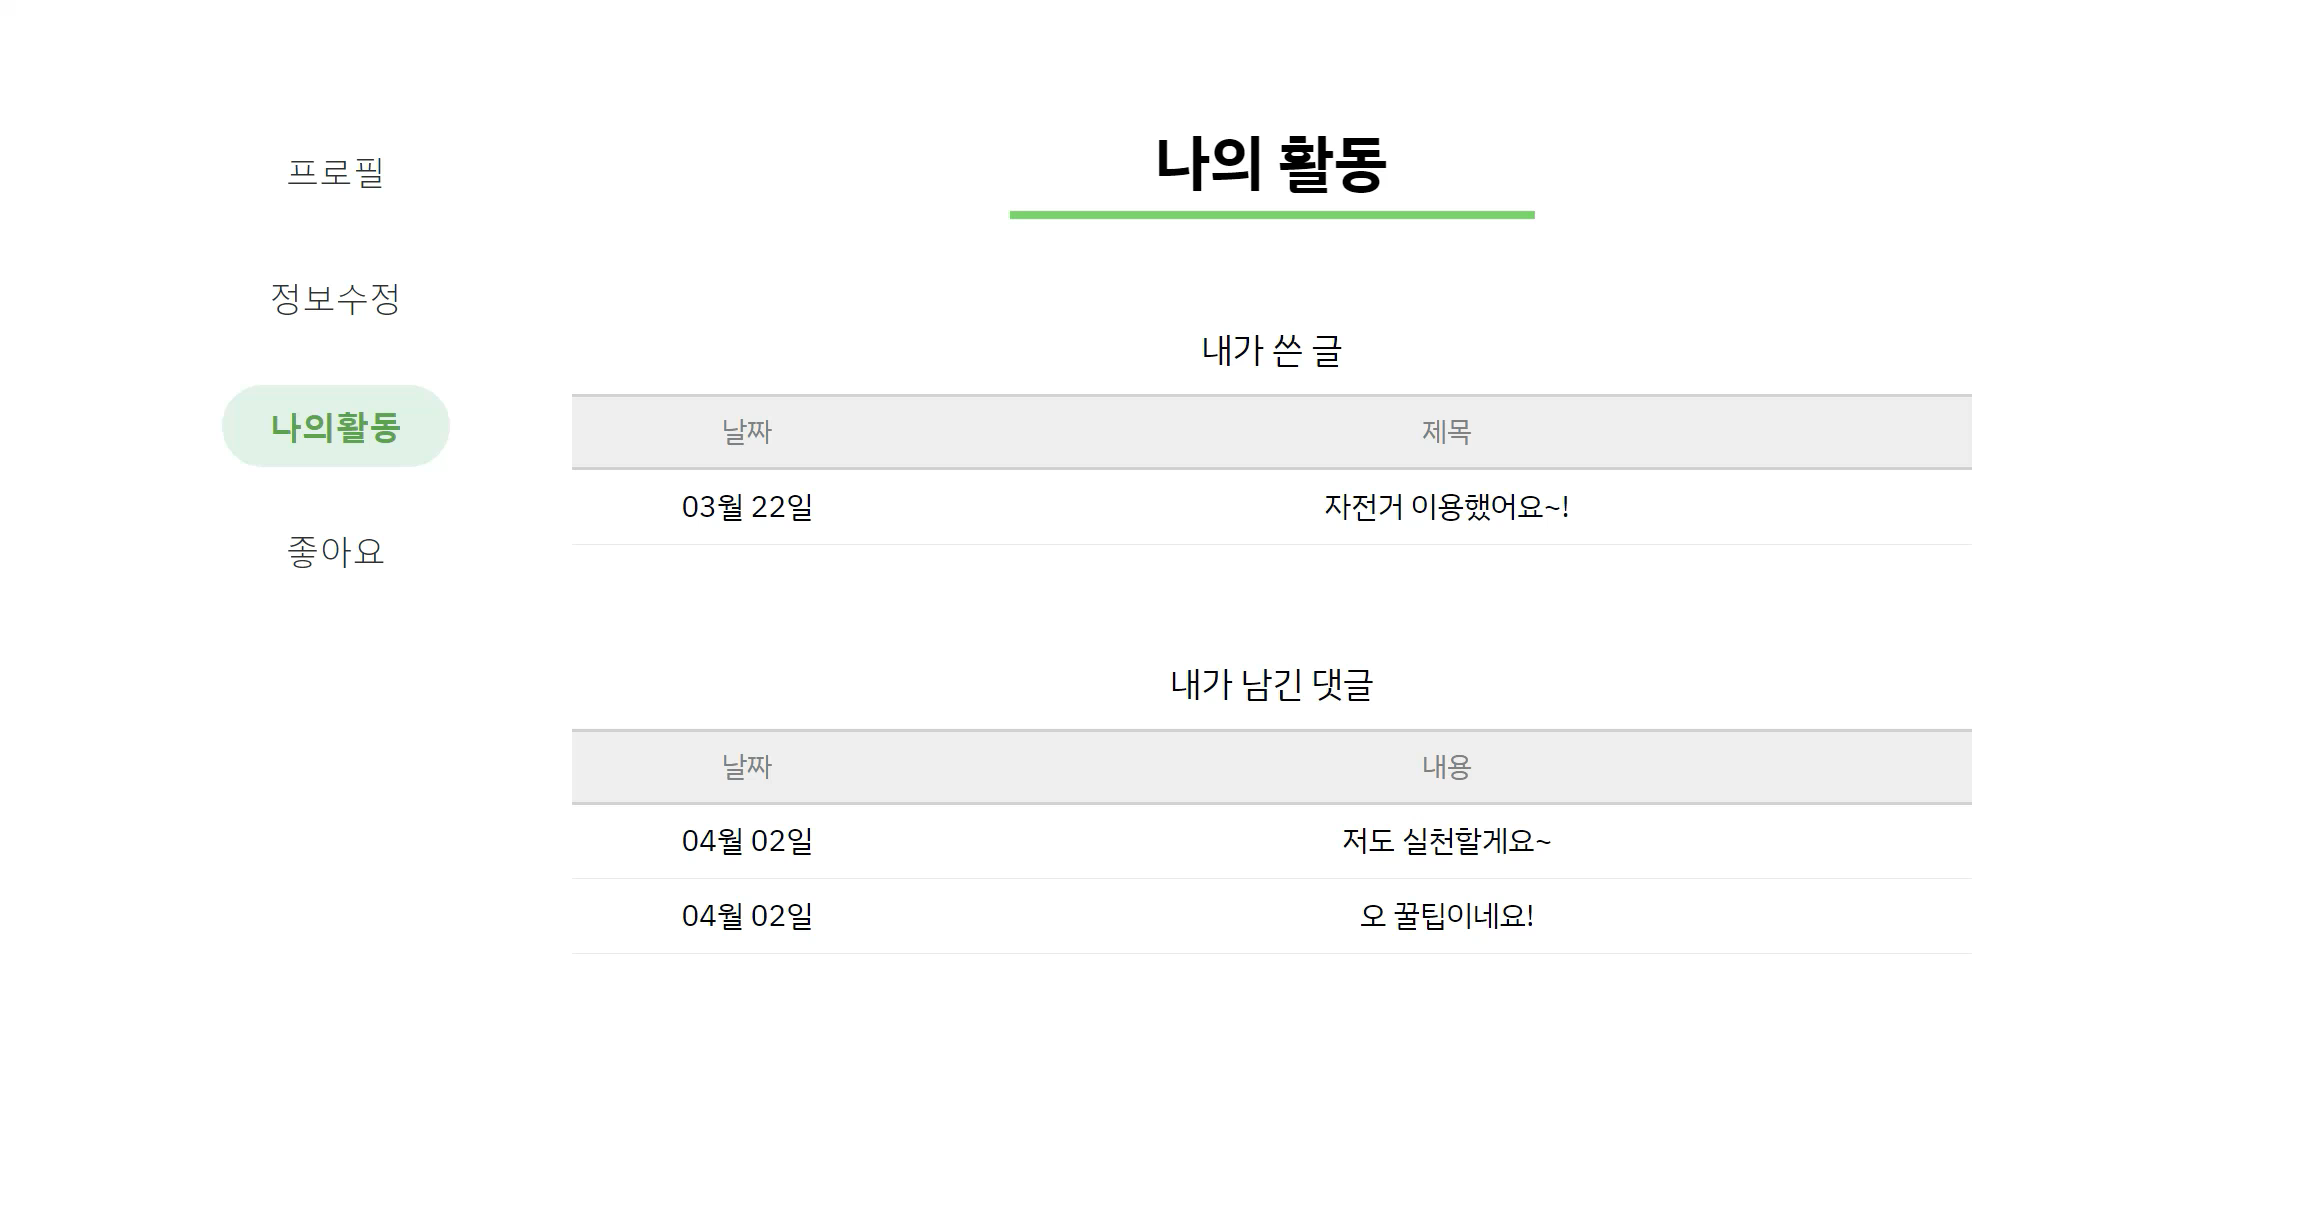 프로필
정보수정
나의활동
좋아요
나의 활동
내가 쓴 글
날짜 제목
03월 22일 자전거 이용했어요~!
내가 남긴 댓글
날짜 내용
04월 02일 저도 실천할게요~
04월 02일 오 꿀팁이네요!